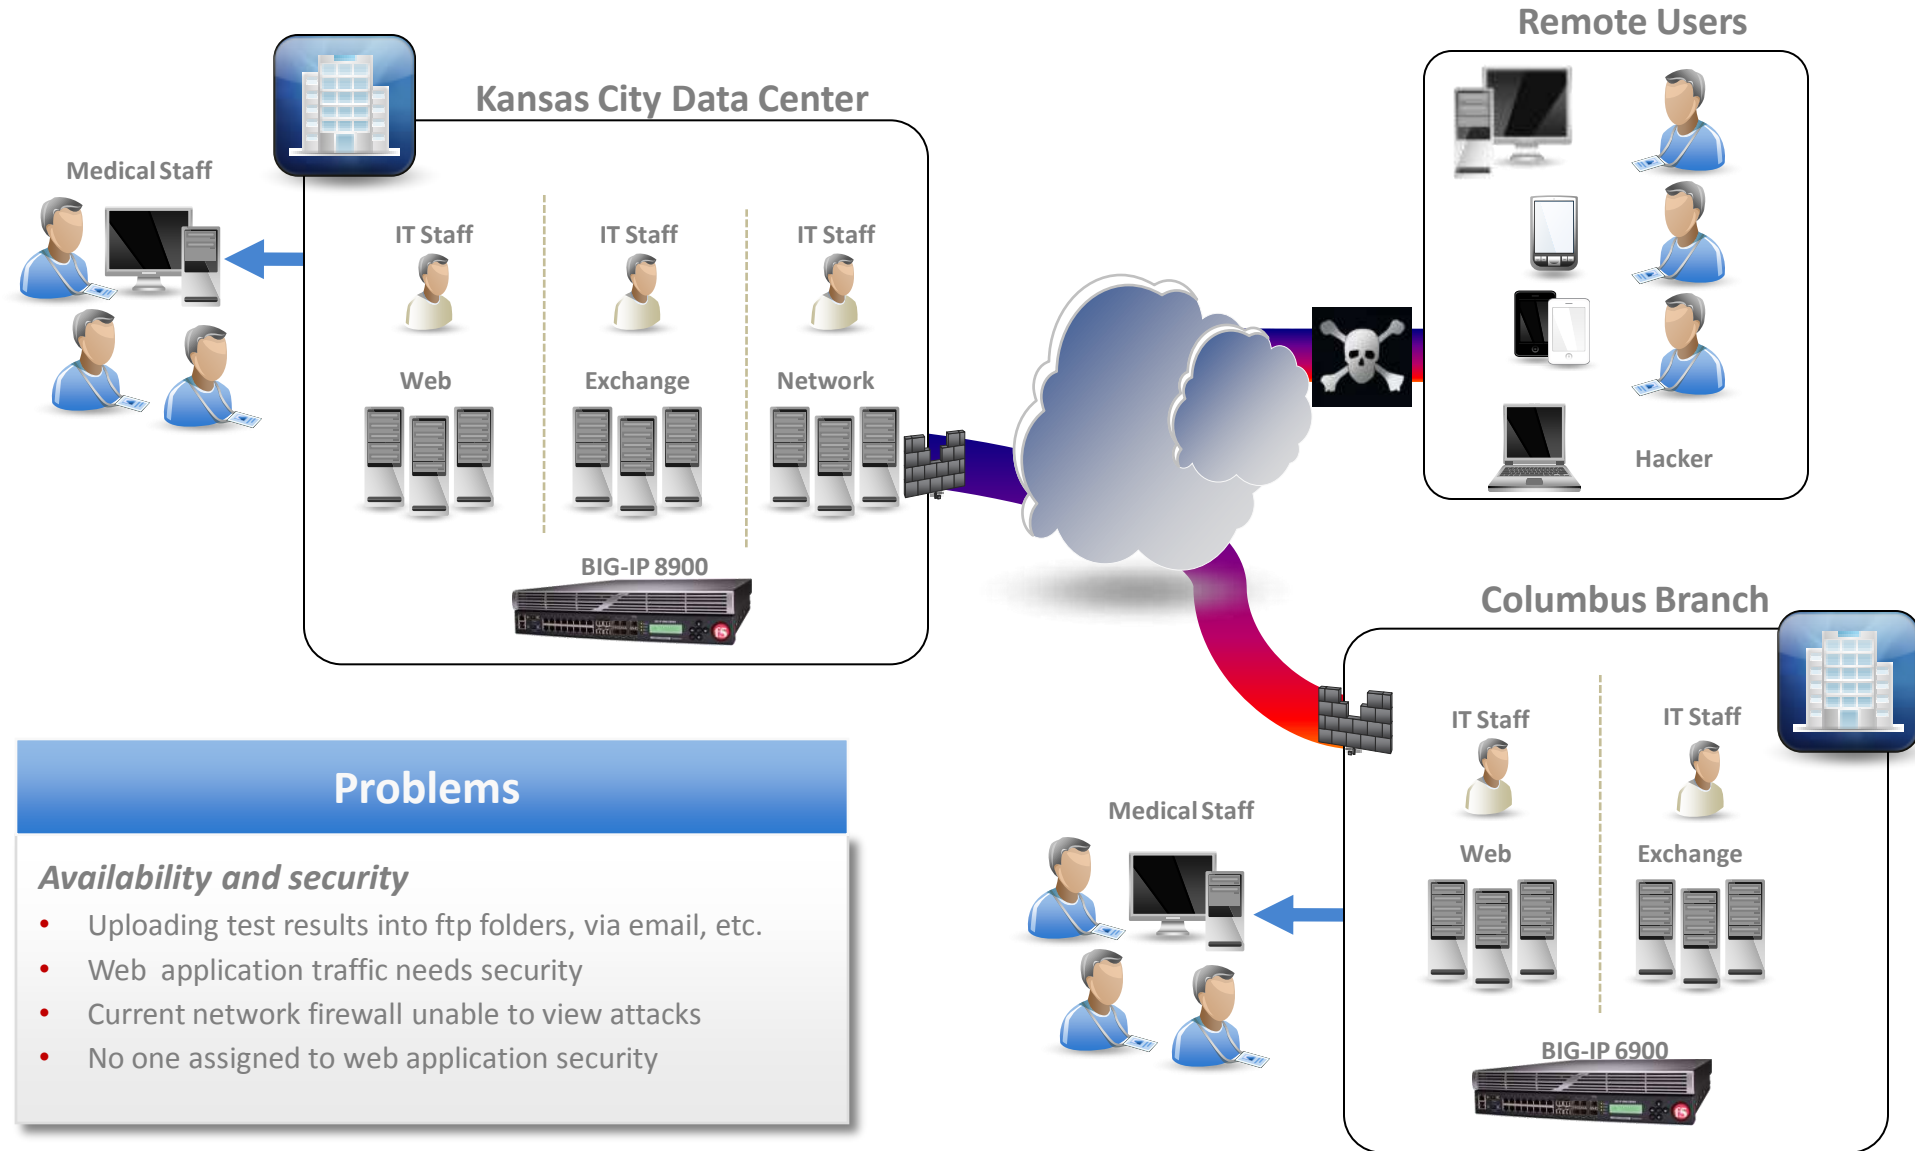 Remote Users
Kansas City Data Center
Medical Staff
IT Staff
IT Staff
IT Staff
Web
Exchange
Network
Hacker
BIG-IP 8900
f5
Columbus Branch
IT Staff
IT Staff
Medical Staff
Web
Exchange
BIG-IP 6900
f5
Problems
Availability and security
• Uploading test results into ftp folders, via email, etc.
• Web  application traffic needs security
• Current network firewall unable to view attacks
• No one assigned to web application security